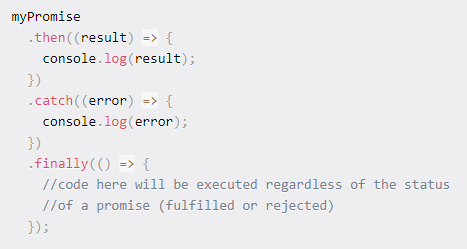 myPromise
  .then((result) => {
    console.log(result);
  })
  .catch((error) => {
    console.log(error);
  })
  .finally(() => {
    //code here will be executed regardless of the status
    //of a promise (fulfilled or rejected)
  });